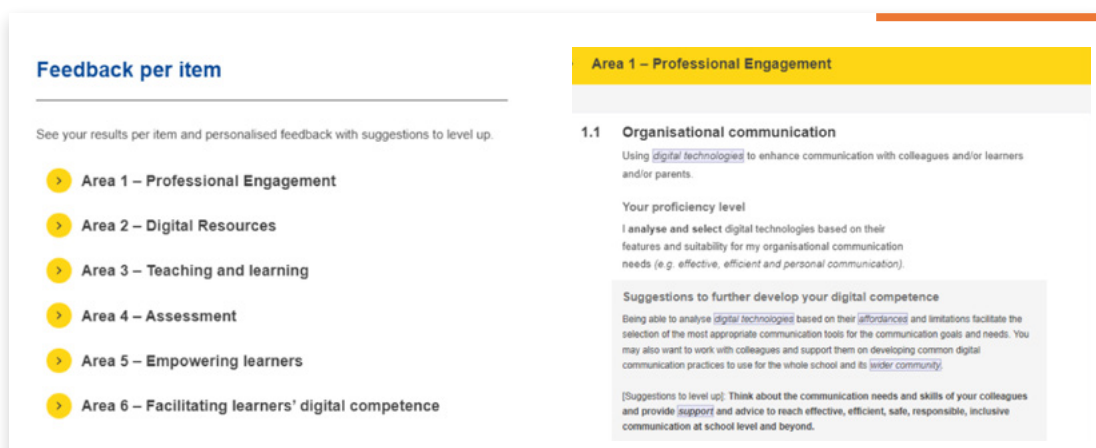 Feedback per item
See your results per item and personalised feedback with suggestions to level up.
Area 1 – Professional Engagement
Area 2 – Digital Resources
Area 3 – Teaching and learning
Area 4 – Assessment
Area 5 – Empowering learners
Area 6 – Facilitating learners' digital competence
Area 1 – Professional Engagement
1.1 Organisational communication
Using digital technologies to enhance communication with colleagues and/or learners
and/or parents.
Your proficiency level
I analyse and select digital technologies based on their
features and suitability for my organisational communication
needs (e.g. effective, efficient and personal communication).
Suggestions to further develop your digital competence
Being able to analyse digital technologies based on their affordances and limitations facilitate the
selection of the most appropriate communication tools for the communication goals and needs. You
may also want to work with colleagues and support them on developing common digital
communication practices to use for the whole school and its wider community.
[Suggestions to level up]: Think about the communication needs and skills of your colleagues
and provide support and advice to reach effective, efficient, safe, responsible, inclusive
communication at school level and beyond.